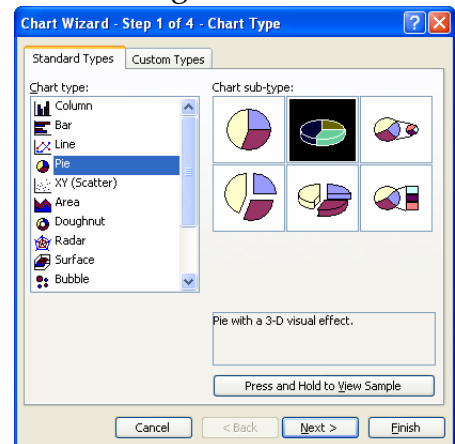 Chart Wizard - Step 1 of 4 - Chart Type
Standard Types
Custom Types
Chart type:
Chart sub-type:
Column
Bar
Line
Pie
XY (Scatter)
Area
Doughnut
Radar
Surface
Bubble
Pie with a 3-D visual effect.
Press and Hold to View Sample
Cancel
< Back
Next >
Finish